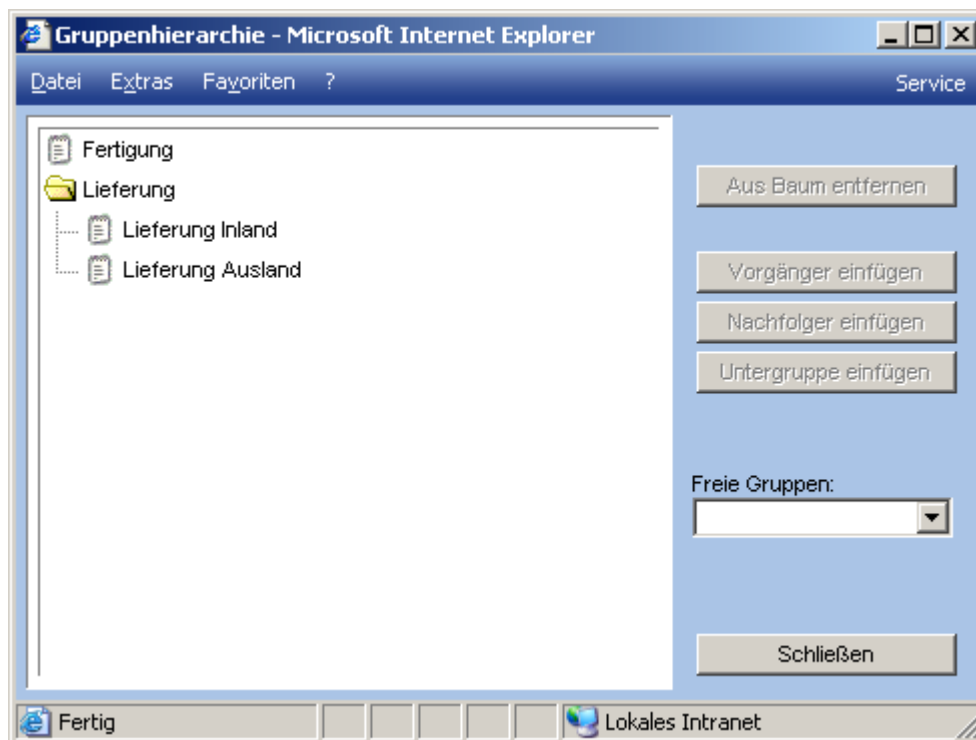 Gruppenhierarchie - Microsoft Internet Explorer
Datei Extras Favoriten ? Service
Fertigung
Lieferung
Lieferung Inland
Lieferung Ausland
Aus Baum entfernen
Vorgänger einfügen
Nachfolger einfügen
Untergruppe einfügen
Freie Gruppen:
Schließen
Fertig Lokales Intranet